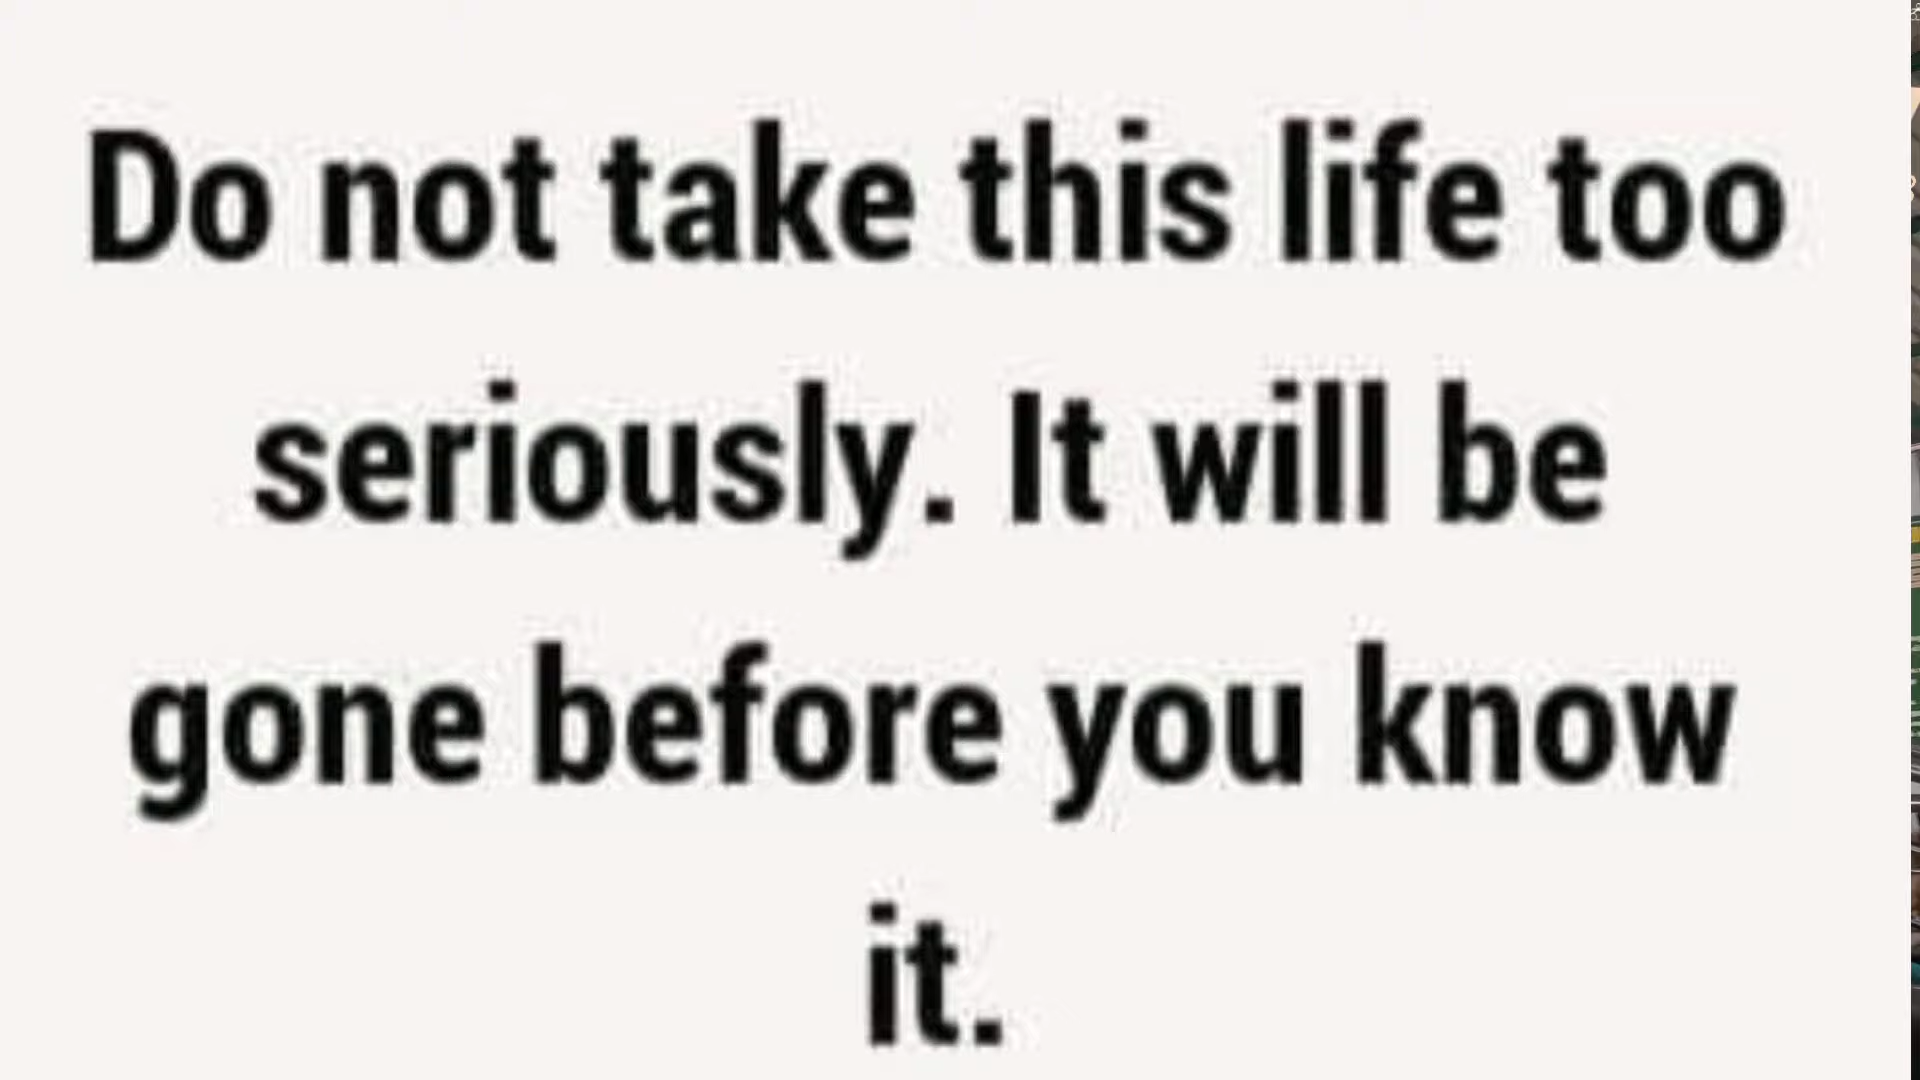 Do not take this life too
seriously. It will be
gone before you know
it.